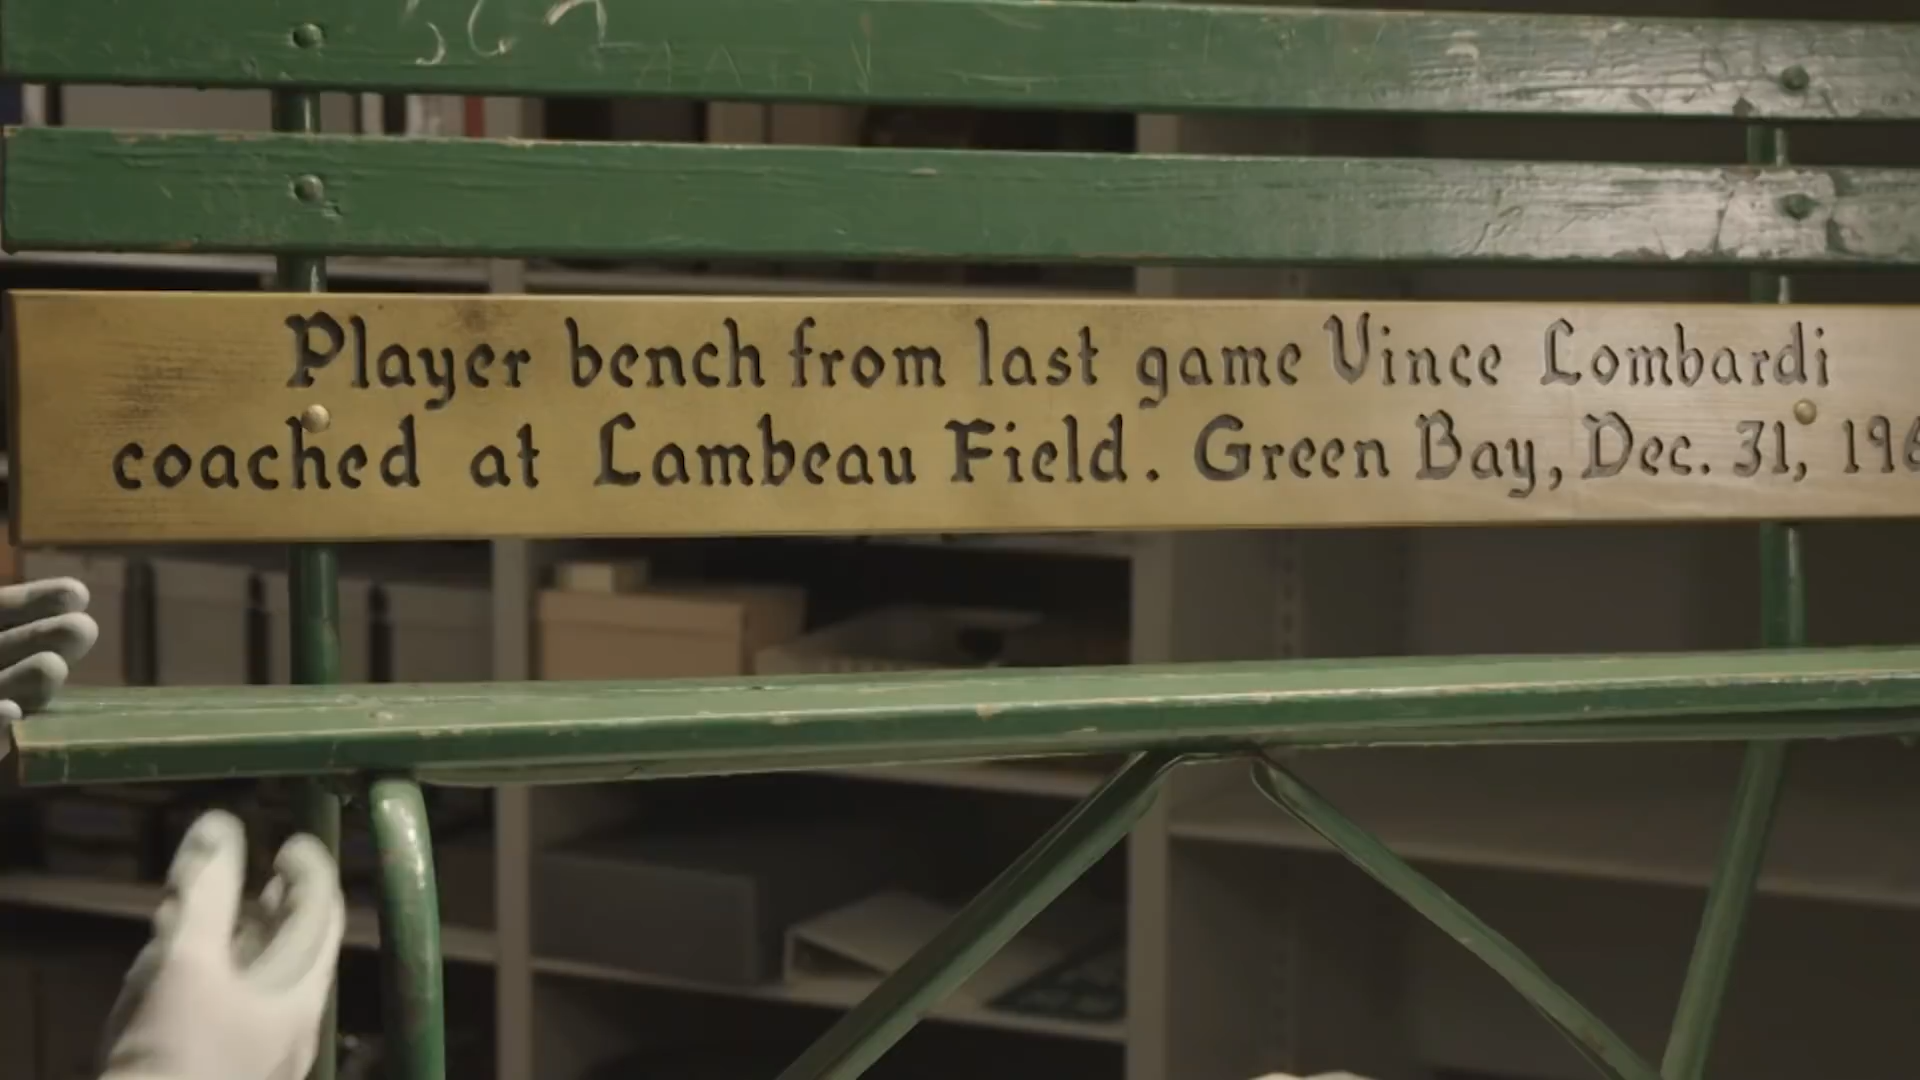 Player bench from last game Vince Lombardi
coached at Lambeau Field. Green Bay, Dec. 31, 196